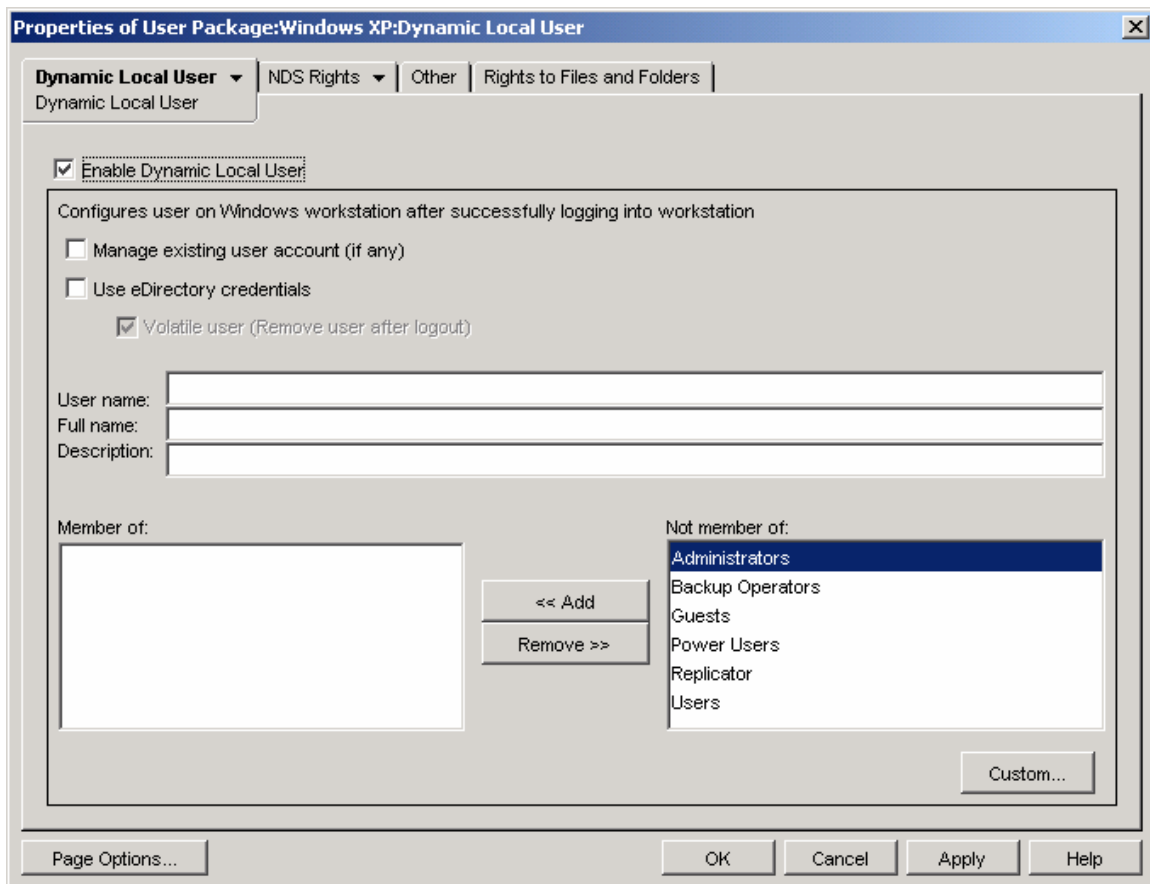 Properties of User Package:Windows XP:Dynamic Local User
Dynamic Local User NDS Rights Other Rights to Files and Folders
Dynamic Local User
Enable Dynamic Local User
Configures user on Windows workstation after successfully logging into workstation
Manage existing user account (if any)
Use eDirectory credentials
Volatile user (Remove user after logout)
User name:
Full name:
Description:
Member of:
Not member of:
Administrators
Backup Operators
Guests
Power Users
Replicator
Users
<< Add
Remove >>
Custom...
Page Options... OK Cancel Apply Help